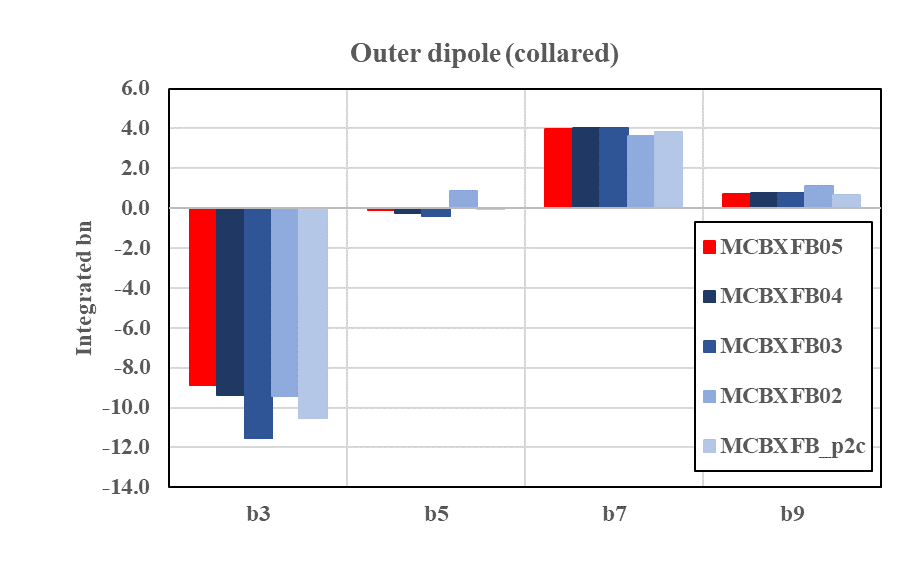 Outer dipole (collared)
6.0
4.0
2.0
0.0
-2.0
-4.0
-6.0
-8.0
-10.0
-12.0
-14.0
Integrated bn
b3
b5
b7
b9
MCBXFB05
MCBXFB04
MCBXFB03
MCBXFB02
MCBXFB_p2c